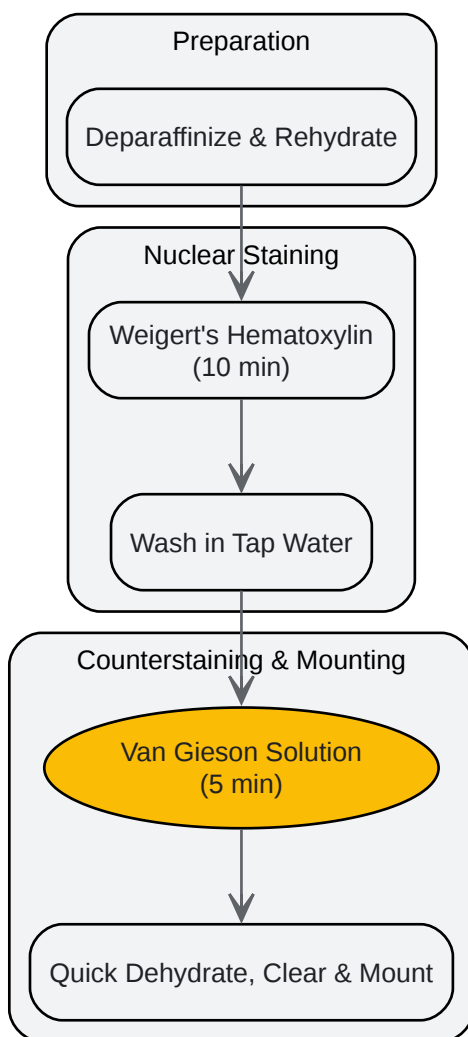 Preparation
Deparaffinize & Rehydrate
Nuclear Staining
Weigert's Hematoxylin
(10 min)
Wash in Tap Water
Counterstaining & Mounting
Van Gieson Solution
(5 min)
Quick Dehydrate, Clear & Mount